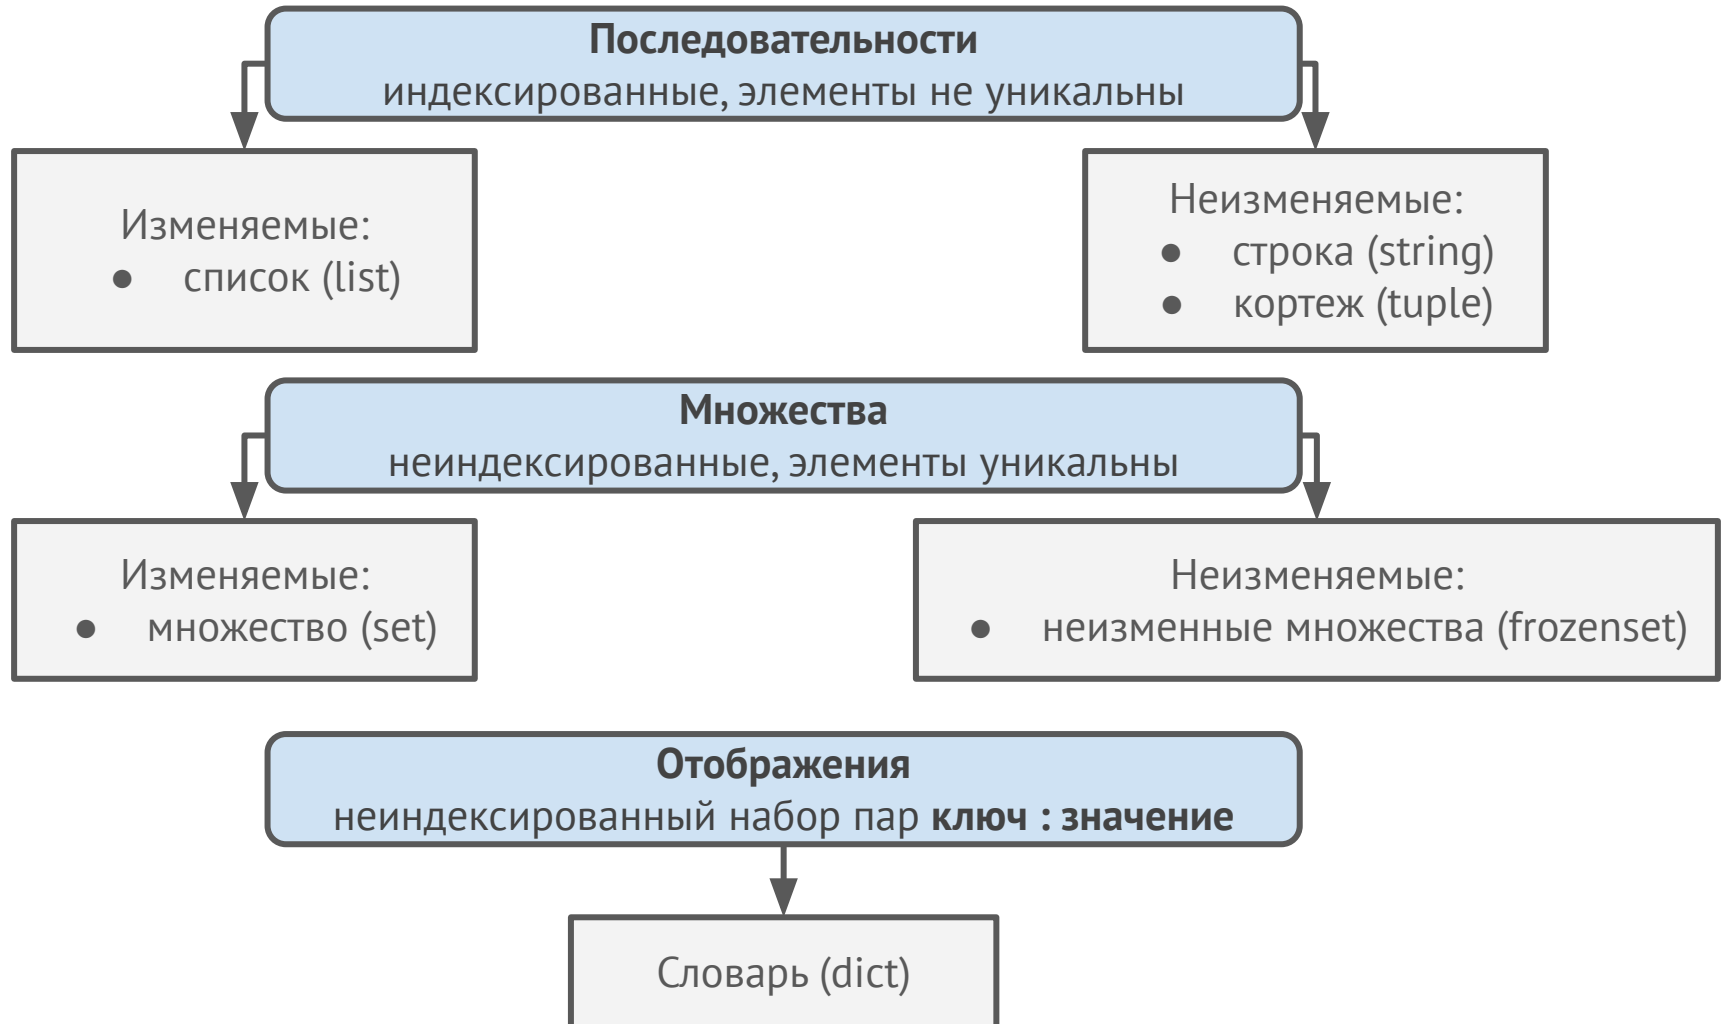 Последовательности
индексированные, элементы не уникальны
Изменяемые:
● список (list)
Неизменяемые:
● строка (string)
● кортеж (tuple)
Множества
неиндексированные, элементы уникальны
Изменяемые:
● множество (set)
Неизменяемые:
● неизменные множества (frozenset)
Отображения
неиндексированный набор пар ключ : значение
Словарь (dict)